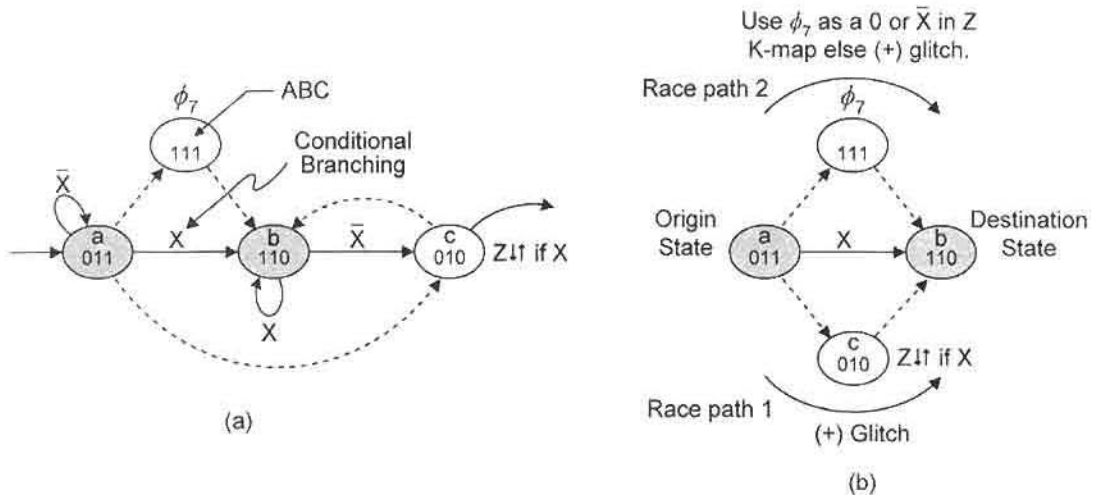 ϕ₇
ABC
111
Conditional
Branching
X̄
a
011
X
b
110
X̄
c
010
Z↓↑ if X
X
(a)
Use ϕ₇ as a 0 or X̄ in Z
K-map else (+) glitch.
Race path 2
ϕ₇
111
Origin
State
a
011
X
b
110
Destination
State
c
010
Z↓↑ if X
Race path 1
(+) Glitch
(b)